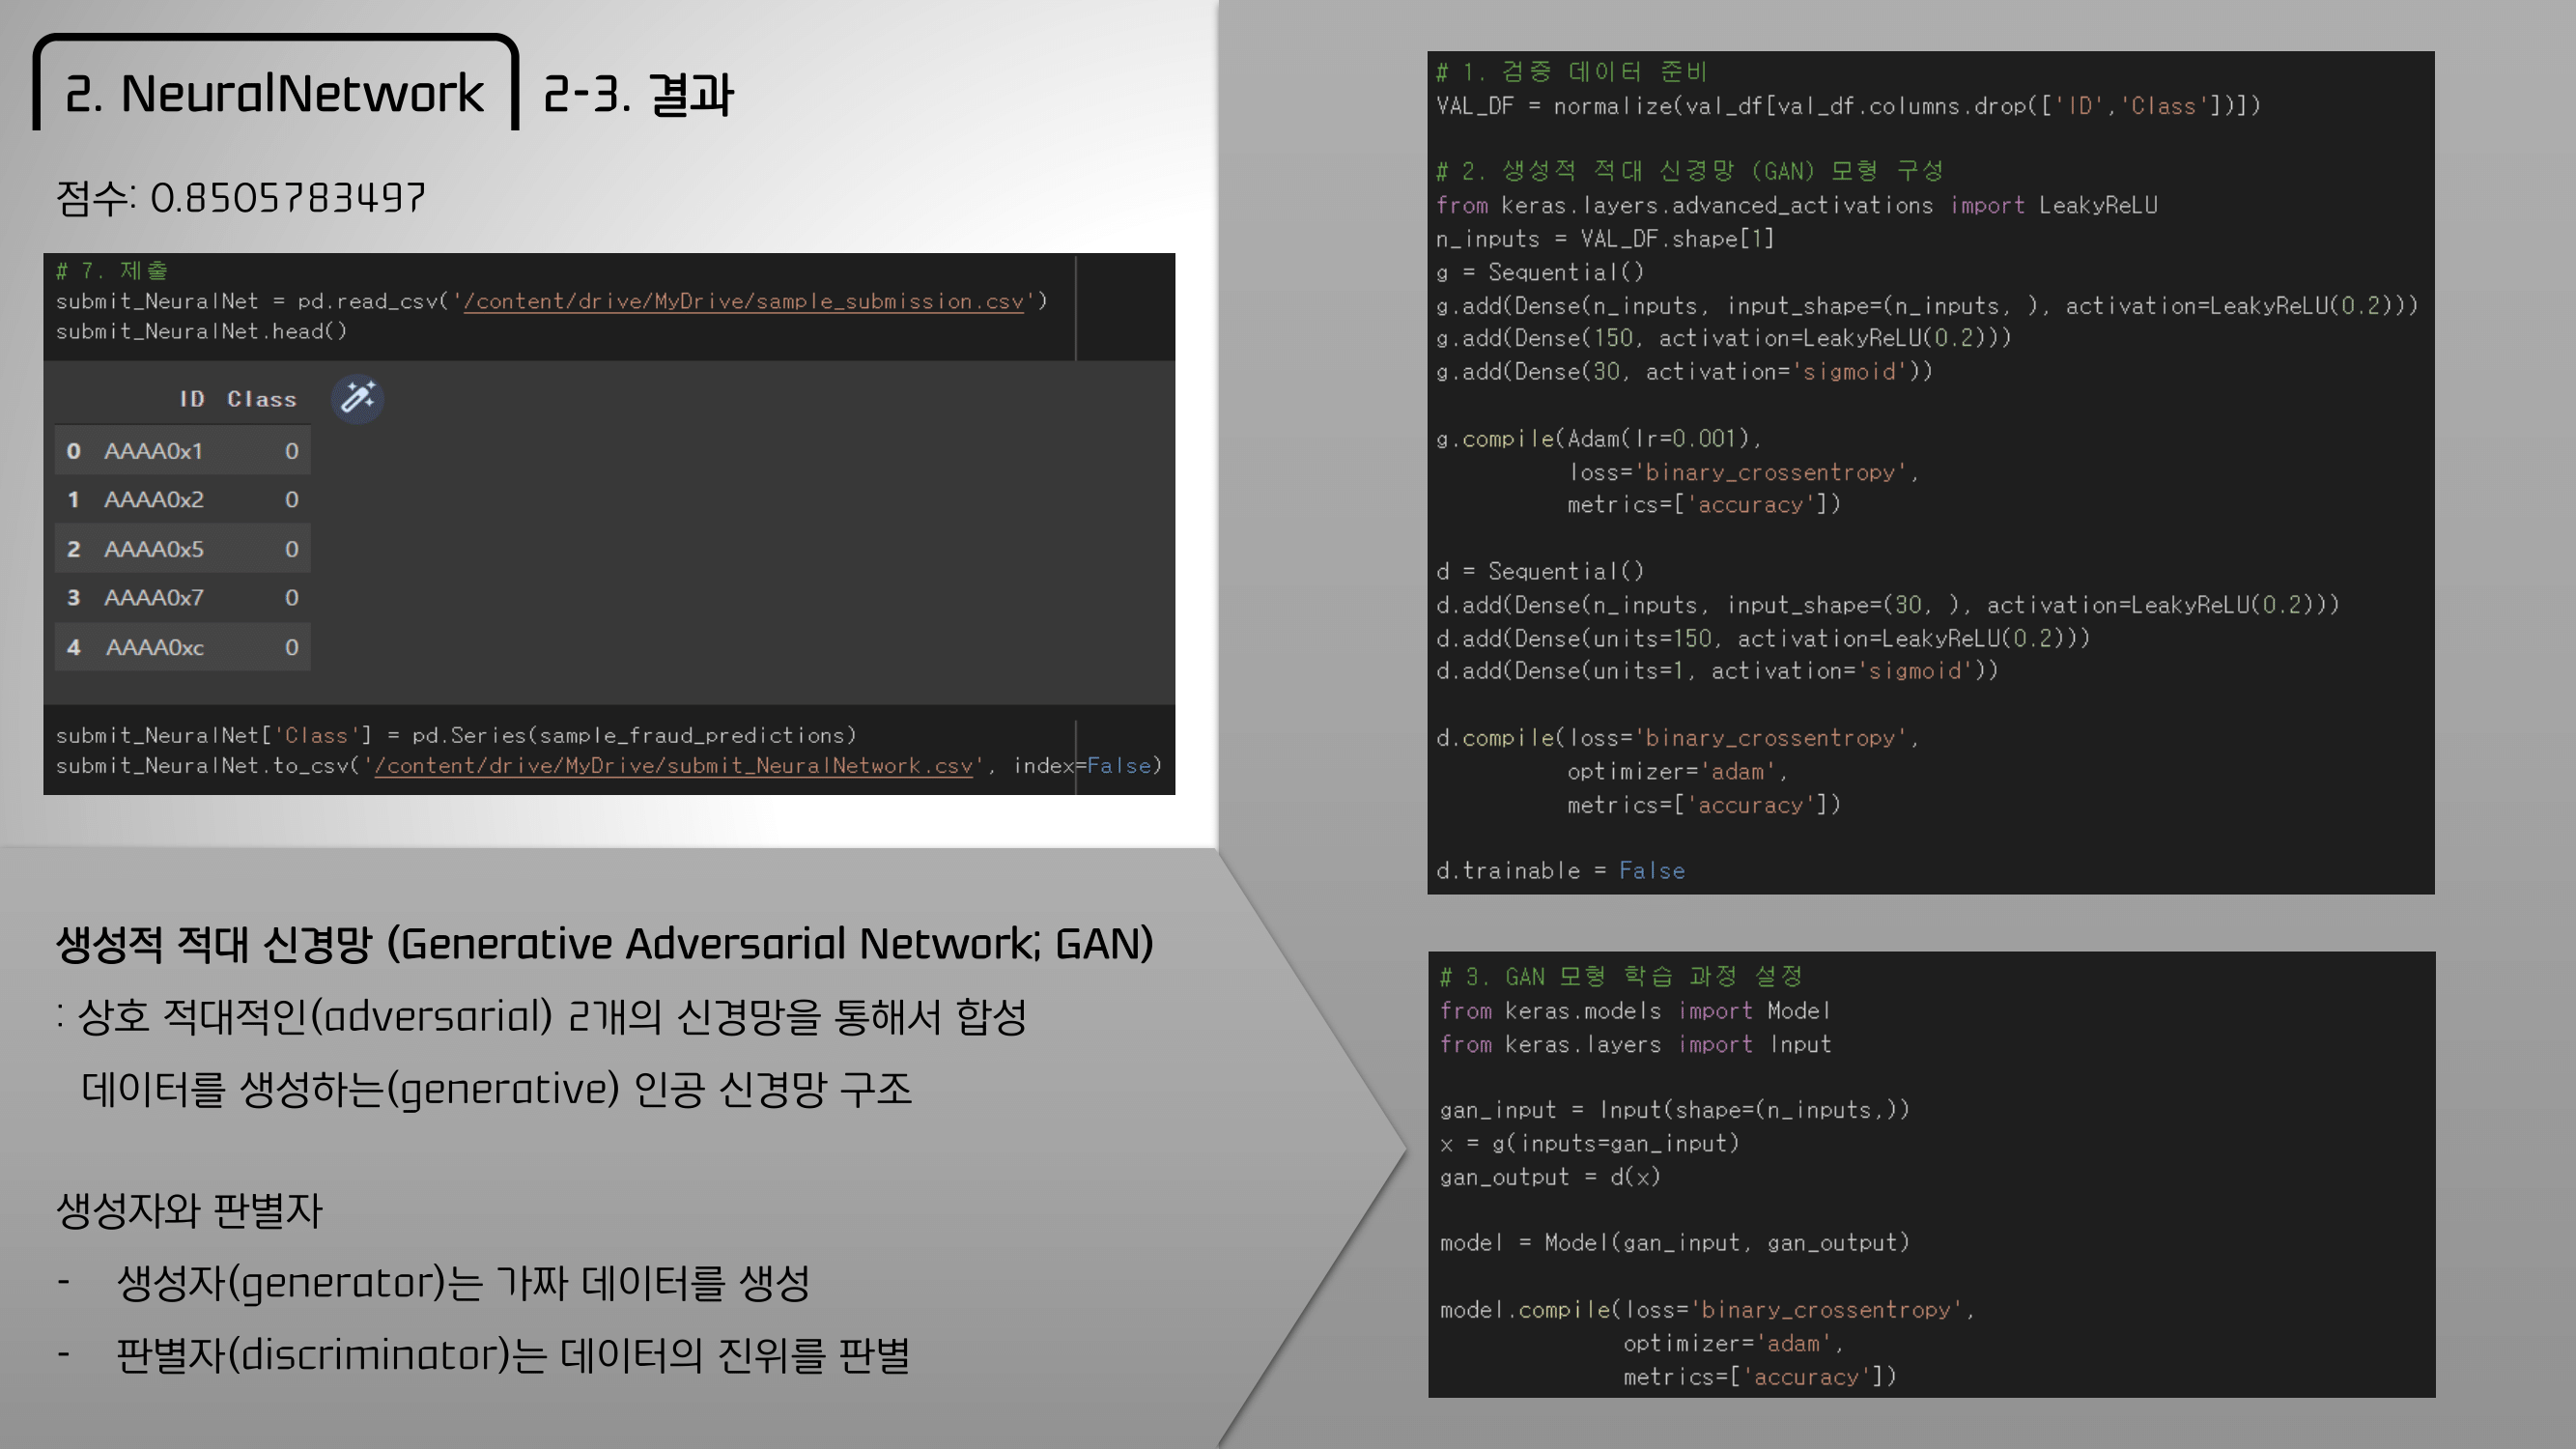 2. NeuralNetwork 2-3. 결과
점수: 0.8505783497
# 7. 제출
submit_NeuralNet = pd.read_csv('/content/drive/MyDrive/sample_submission.csv')
submit_NeuralNet.head()
ID Class
0 AAAA0x1 0
1 AAAA0x2 0
2 AAAA0x5 0
3 AAAA0x7 0
4 AAAA0xc 0
submit_NeuralNet['Class'] = pd.Series(sample_fraud_predictions)
submit_NeuralNet.to_csv('/content/drive/MyDrive/submit_NeuralNetwork.csv', index=False)
생성적 적대 신경망 (Generative Adversarial Network; GAN)
: 상호 적대적인(adversarial) 2개의 신경망을 통해서 합성
데이터를 생성하는(generative) 인공 신경망 구조
생성자와 판별자
- 생성자(generator)는 가짜 데이터를 생성
- 판별자(discriminator)는 데이터의 진위를 판별
# 1. 검증 데이터 준비
VAL_DF = normalize(val_df[val_df.columns.drop(['ID','Class'])])
# 2. 생성적 적대 신경망 (GAN) 모형 구성
from keras.layers.advanced_activations import LeakyReLU
n_inputs = VAL_DF.shape[1]
g = Sequential()
g.add(Dense(n_inputs, input_shape=(n_inputs, ), activation=LeakyReLU(0.2)))
g.add(Dense(150, activation=LeakyReLU(0.2)))
g.add(Dense(30, activation='sigmoid'))
g.compile(Adam(lr=0.001),
loss='binary_crossentropy',
metrics=['accuracy'])
d = Sequential()
d.add(Dense(n_inputs, input_shape=(30, ), activation=LeakyReLU(0.2)))
d.add(Dense(units=150, activation=LeakyReLU(0.2)))
d.add(Dense(units=1, activation='sigmoid'))
d.compile(loss='binary_crossentropy',
optimizer='adam',
metrics=['accuracy'])
d.trainable = False
# 3. GAN 모형 학습 과정 설정
from keras.models import Model
from keras.layers import Input
gan_input = Input(shape=(n_inputs,))
x = g(inputs=gan_input)
gan_output = d(x)
model = Model(gan_input, gan_output)
model.compile(loss='binary_crossentropy',
optimizer='adam',
metrics=['accuracy'])